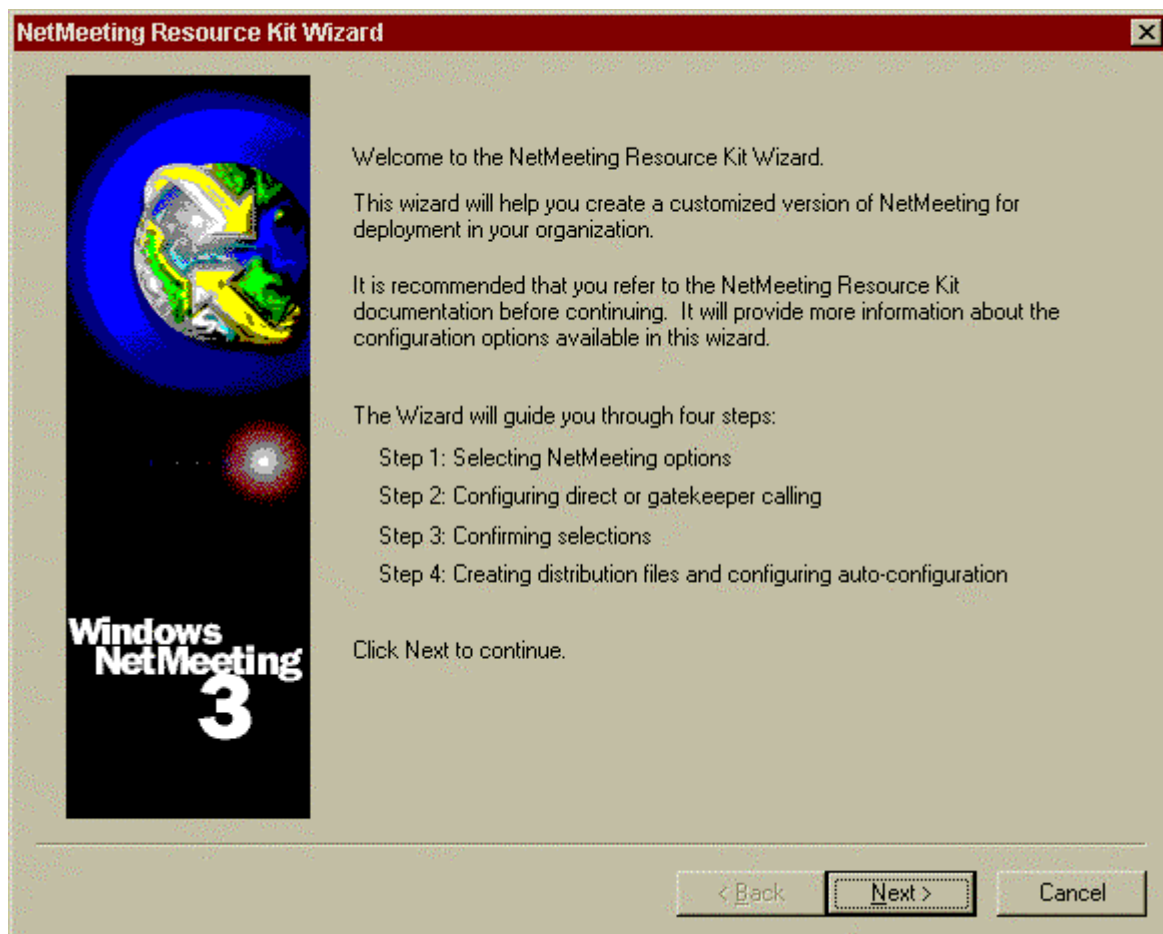 NetMeeting Resource Kit Wizard
Welcome to the NetMeeting Resource Kit Wizard.
This wizard will help you create a customized version of NetMeeting for
deployment in your organization.
It is recommended that you refer to the NetMeeting Resource Kit
documentation before continuing.  It will provide more information about the
configuration options available in this wizard.
The Wizard will guide you through four steps:
Step 1: Selecting NetMeeting options
Step 2: Configuring direct or gatekeeper calling
Step 3: Confirming selections
Step 4: Creating distribution files and configuring auto-configuration
Click Next to continue.
Windows
NetMeeting
3
< Back
Next >
Cancel